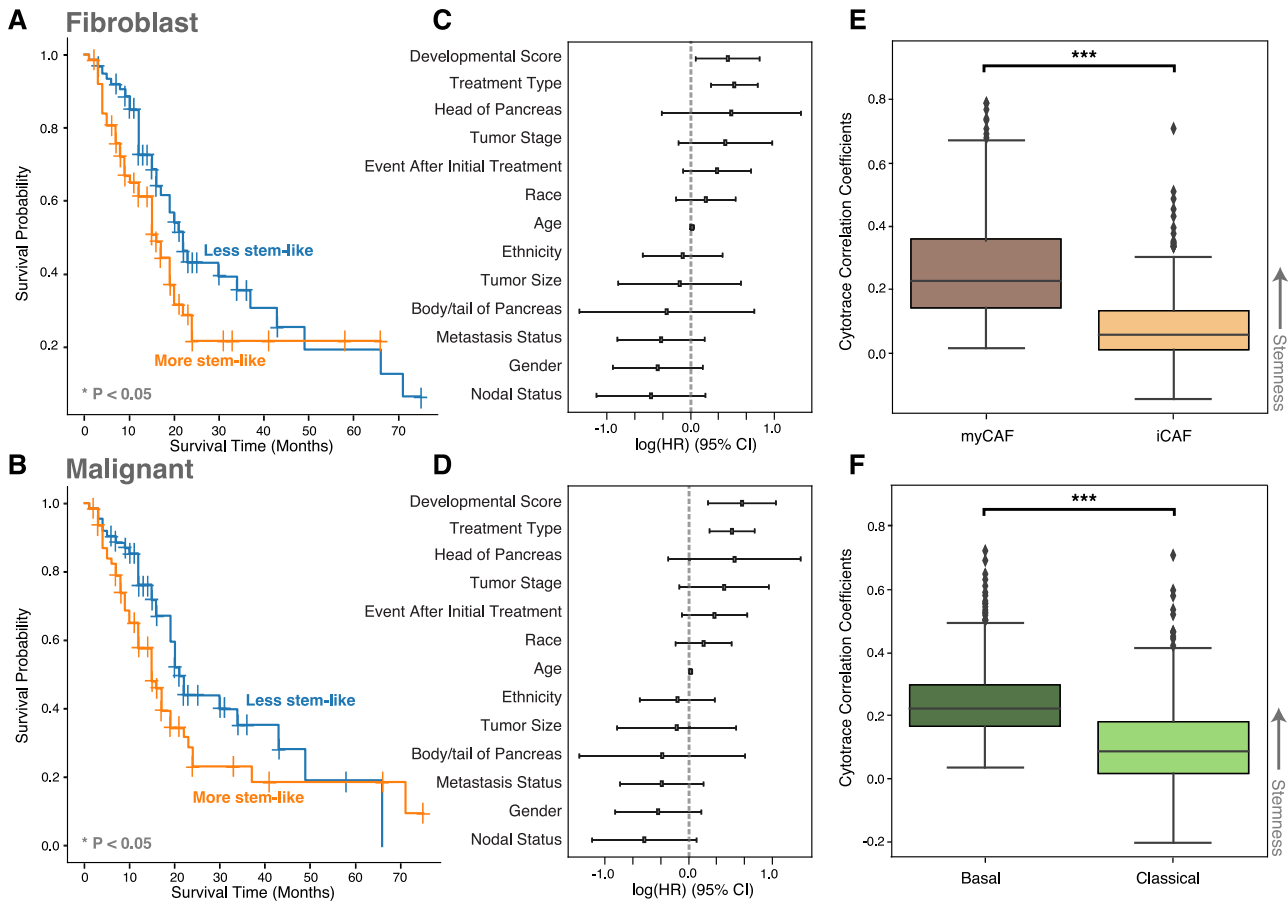 A
Fibroblast
1.0
0.8
0.6
0.4
0.2
Survival Probability
Less stem-like
More stem-like
* P < 0.05
0
10
20
30
40
50
60
70
Survival Time (Months)
C
Developmental Score
Treatment Type
Head of Pancreas
Tumor Stage
Event After Initial Treatment
Race
Age
Ethnicity
Tumor Size
Body/tail of Pancreas
Metastasis Status
Gender
Nodal Status
-1.0
0.0
1.0
log(HR) (95% CI)
E
***
0.8
0.6
0.4
0.2
0.0
Cytotrace Correlation Coefficients
myCAF
iCAF
Stemness
B
Malignant
1.0
0.8
0.6
0.4
0.2
0.0
Survival Probability
Less stem-like
More stem-like
* P < 0.05
0
10
20
30
40
50
60
70
Survival Time (Months)
D
Developmental Score
Treatment Type
Head of Pancreas
Tumor Stage
Event After Initial Treatment
Race
Age
Ethnicity
Tumor Size
Body/tail of Pancreas
Metastasis Status
Gender
Nodal Status
-1.0
0.0
1.0
log(HR) (95% CI)
F
***
0.8
0.6
0.4
0.2
0.0
-0.2
Cytotrace Correlation Coefficients
Basal
Classical
Stemness